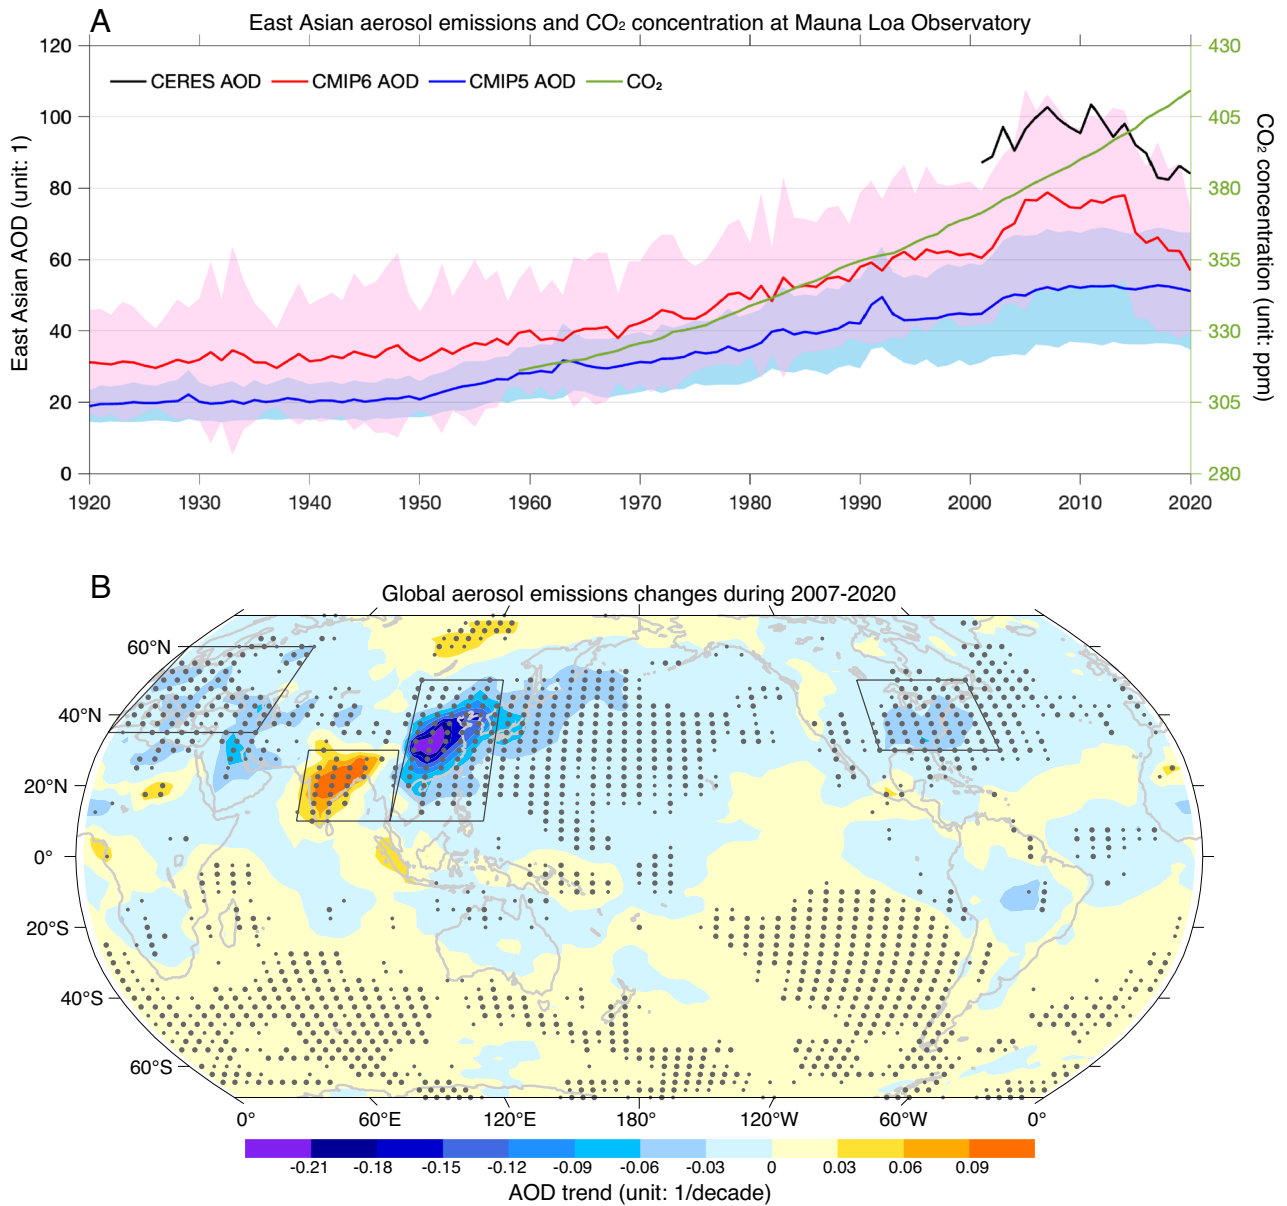 A
East Asian aerosol emissions and CO₂ concentration at Mauna Loa Observatory
CERES AOD CMIP6 AOD CMIP5 AOD CO₂
East Asian AOD (unit: 1)
120
100
80
60
40
20
0
430
405
380
355
330
305
280
CO₂ concentration (unit: ppm)
1920 1930 1940 1950 1960 1970 1980 1990 2000 2010 2020
B
Global aerosol emissions changes during 2007-2020
60°N
40°N
20°N
0°
20°S
40°S
60°S
0° 60°E 120°E 180° 120°W 60°W 0°
-0.21 -0.18 -0.15 -0.12 -0.09 -0.06 -0.03 0 0.03 0.06 0.09
AOD trend (unit: 1/decade)